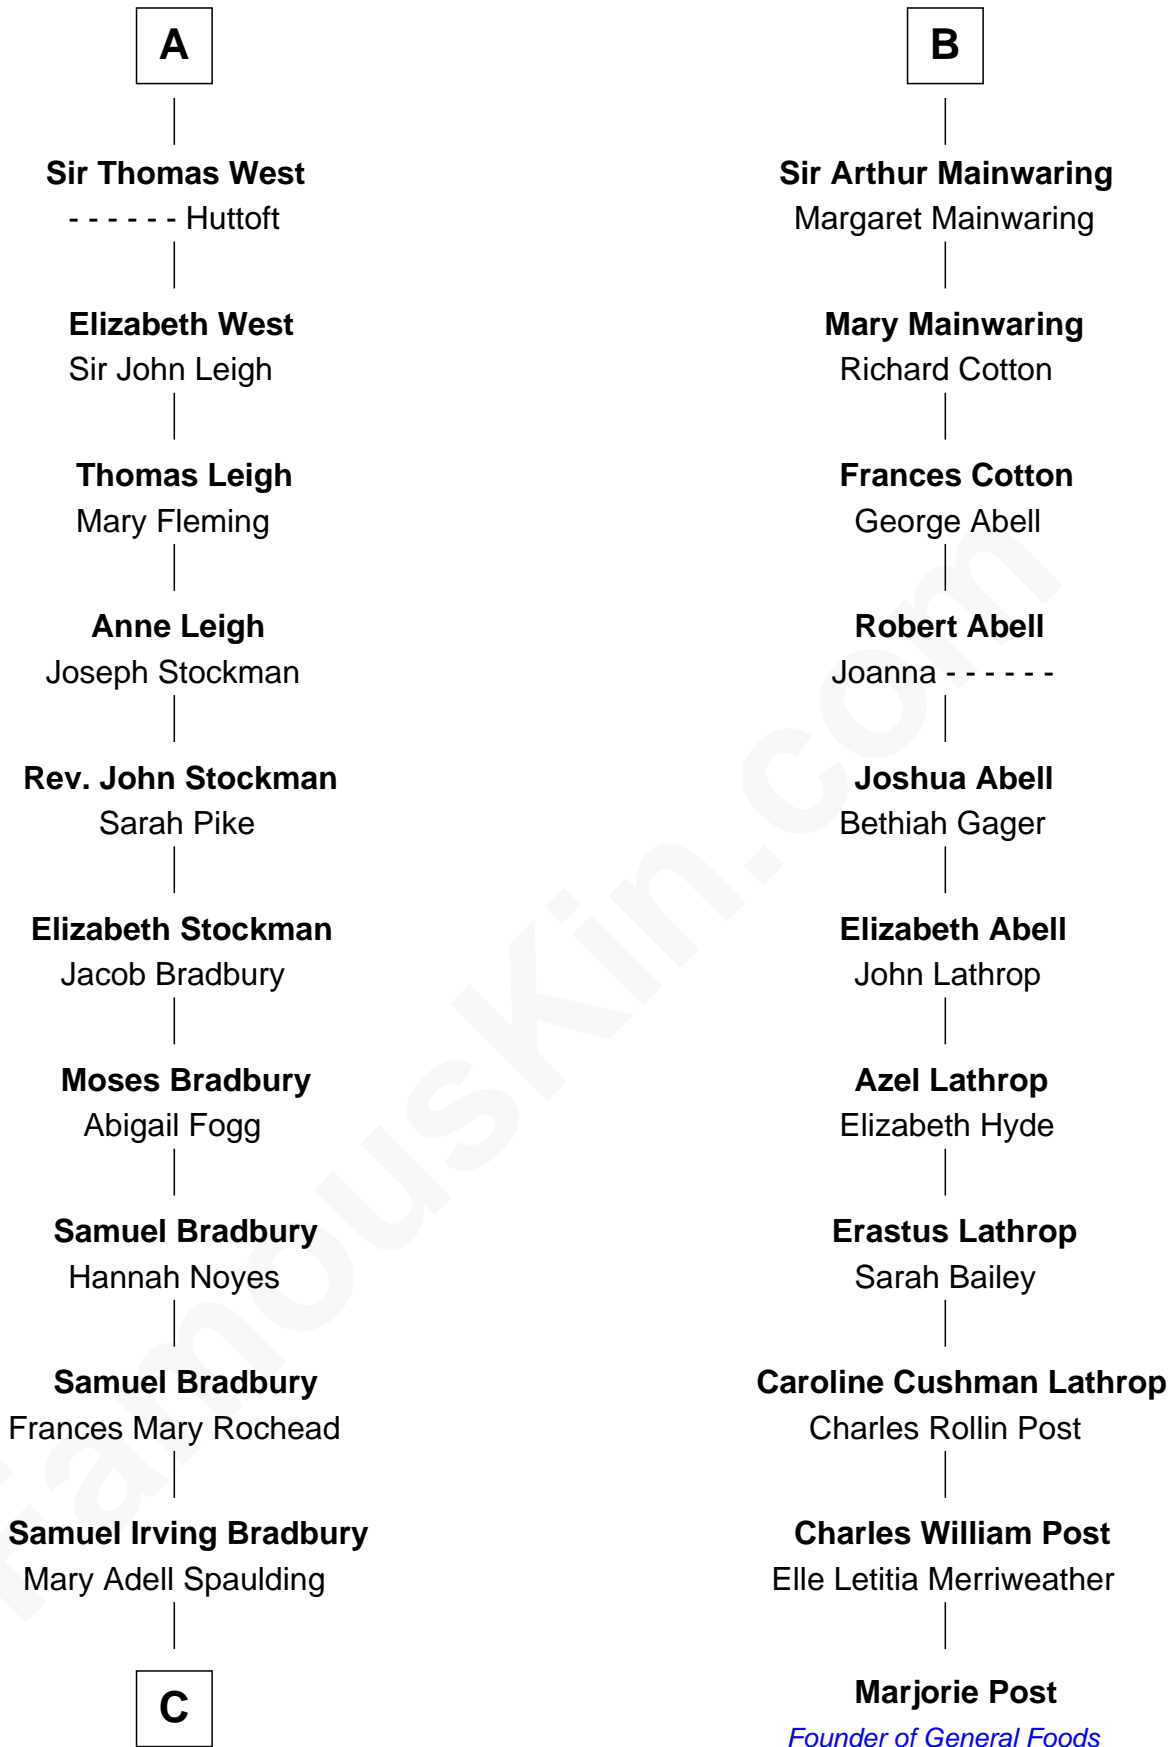 A
Sir Thomas West
- - - - - - Huttoft
Elizabeth West
Sir John Leigh
Thomas Leigh
Mary Fleming
Anne Leigh
Joseph Stockman
Rev. John Stockman
Sarah Pike
Elizabeth Stockman
Jacob Bradbury
Moses Bradbury
Abigail Fogg
Samuel Bradbury
Hannah Noyes
Samuel Bradbury
Frances Mary Rochead
Samuel Irving Bradbury
Mary Adell Spaulding
C
B
Sir Arthur Mainwaring
Margaret Mainwaring
Mary Mainwaring
Richard Cotton
Frances Cotton
George Abell
Robert Abell
Joanna - - - - - -
Joshua Abell
Bethiah Gager
Elizabeth Abell
John Lathrop
Azel Lathrop
Elizabeth Hyde
Erastus Lathrop
Sarah Bailey
Caroline Cushman Lathrop
Charles Rollin Post
Charles William Post
Elle Letitia Merriweather
Marjorie Post
Founder of General Foods
FamousKin.com